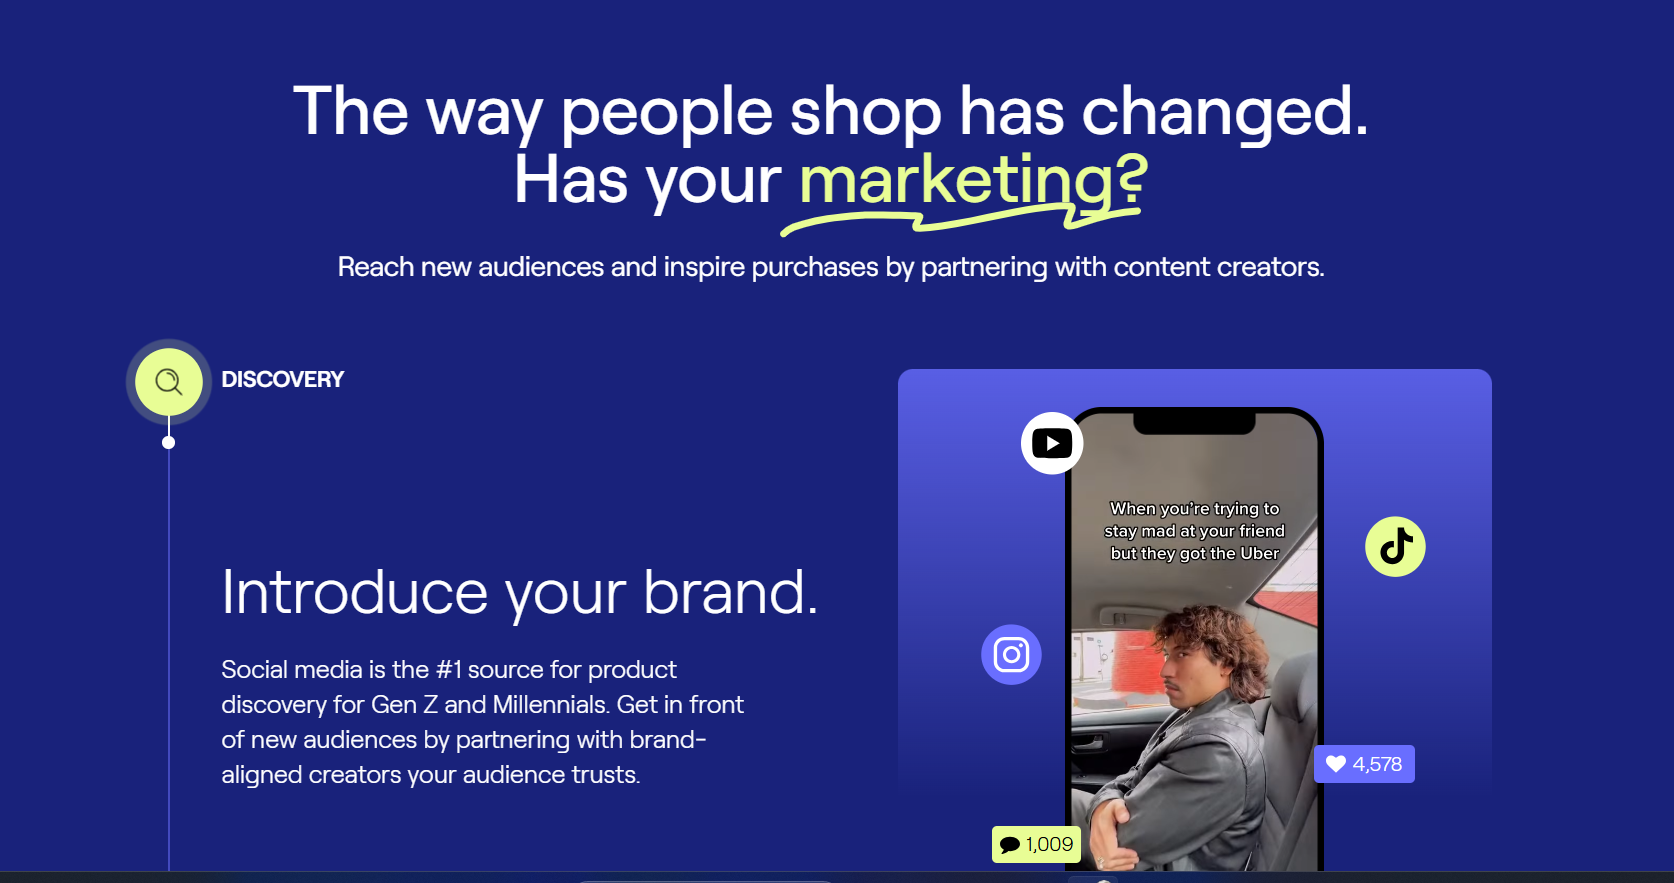 The way people shop has changed.
Has your marketing?
Reach new audiences and inspire purchases by partnering with content creators.
DISCOVERY
Introduce your brand.
Social media is the #1 source for product
discovery for Gen Z and Millennials. Get in front
of new audiences by partnering with brand-
aligned creators your audience trusts.
When you're trying to
stay mad at your friend
but they got the Uber
4,578
1,009